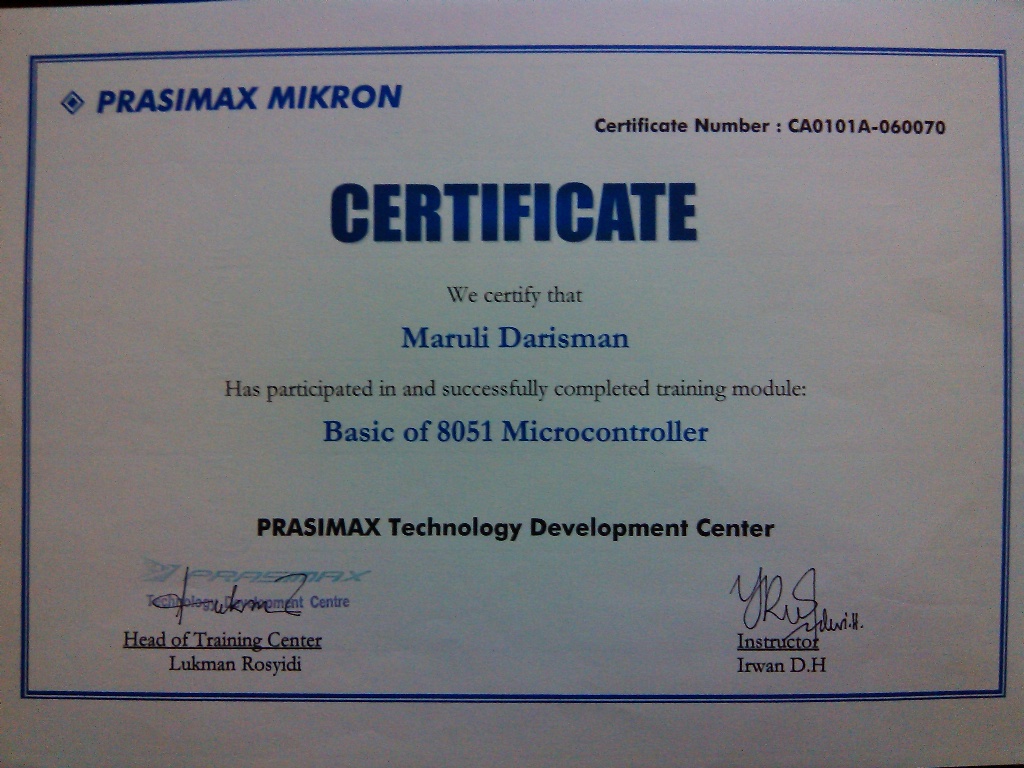 PRASIMAX MIKRON
Certificate Number : CA0101A-060070
CERTIFICATE
We certify that
Maruli Darisman
Has participated in and successfully completed training module:
Basic of 8051 Microcontroller
PRASIMAX Technology Development Center
PRASIMAX
Technology Development Centre
Head of Training Center
Lukman Rosyidi
Instructor
Irwan D.H